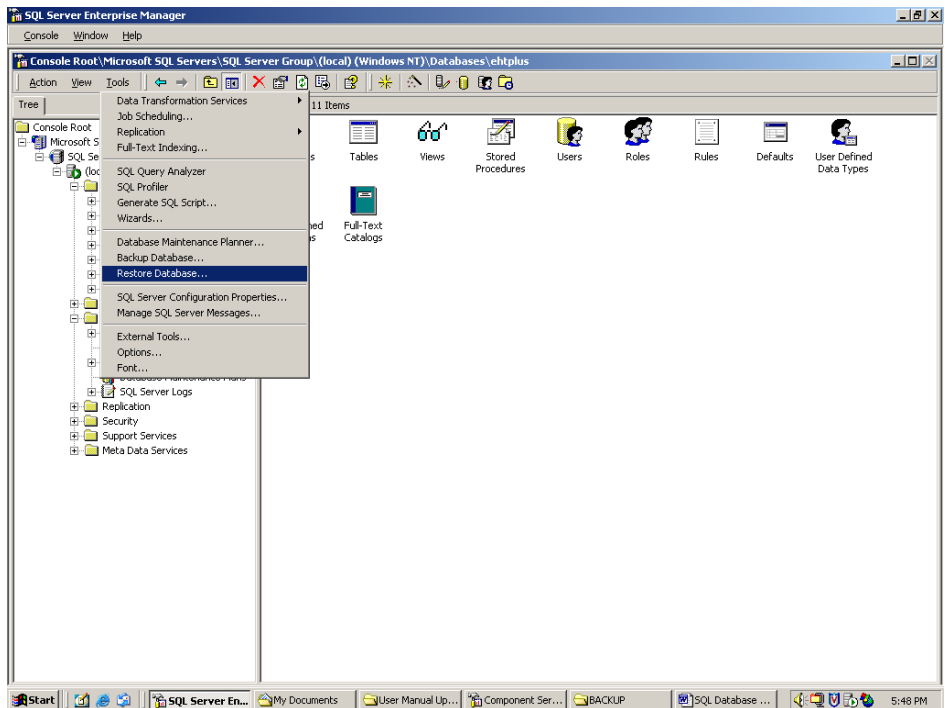 SQL Server Enterprise Manager
Console Window Help
Console Root\Microsoft SQL Servers\SQL Server Group\(local) (Windows NT)\Databases\ehtplus
Action View Tools
Tree
11 Items
Data Transformation Services
Job Scheduling...
Replication
Full-Text Indexing...
SQL Query Analyzer
SQL Profiler
Generate SQL Script...
Wizards...
Database Maintenance Planner...
Backup Database...
Restore Database...
SQL Server Configuration Properties...
Manage SQL Server Messages...
External Tools...
Options...
Font...
Console Root
Microsoft S
SQL Se
(loc
Database Maintenance Plans
SQL Server Logs
Replication
Security
Support Services
Meta Data Services
s
Tables
Views
Stored
Procedures
Users
Roles
Rules
Defaults
User Defined
Data Types
ned
ns
Full-Text
Catalogs
Start
SQL Server En...
My Documents
User Manual Up...
Component Ser...
BACKUP
SQL Database ...
5:48 PM